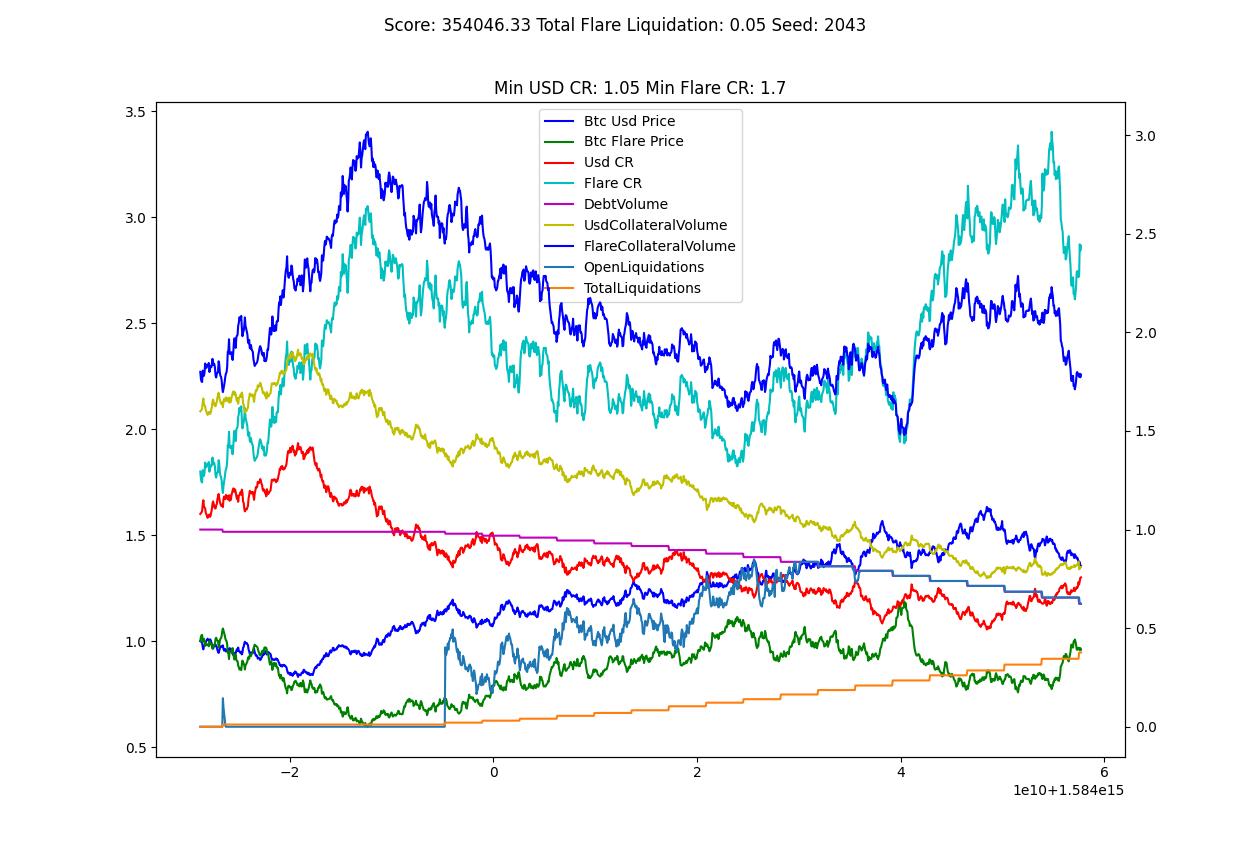 Score: 354046.33 Total Flare Liquidation: 0.05 Seed: 2043
Min USD CR: 1.05 Min Flare CR: 1.7
3.5
3.0
2.5
2.0
1.5
1.0
0.5
Btc Usd Price
Btc Flare Price
Usd CR
Flare CR
DebtVolume
UsdCollateralVolume
FlareCollateralVolume
OpenLiquidations
TotalLiquidations
3.0
2.5
2.0
1.5
1.0
0.5
0.0
−2 0 2 4 6
1e10+1.584e15